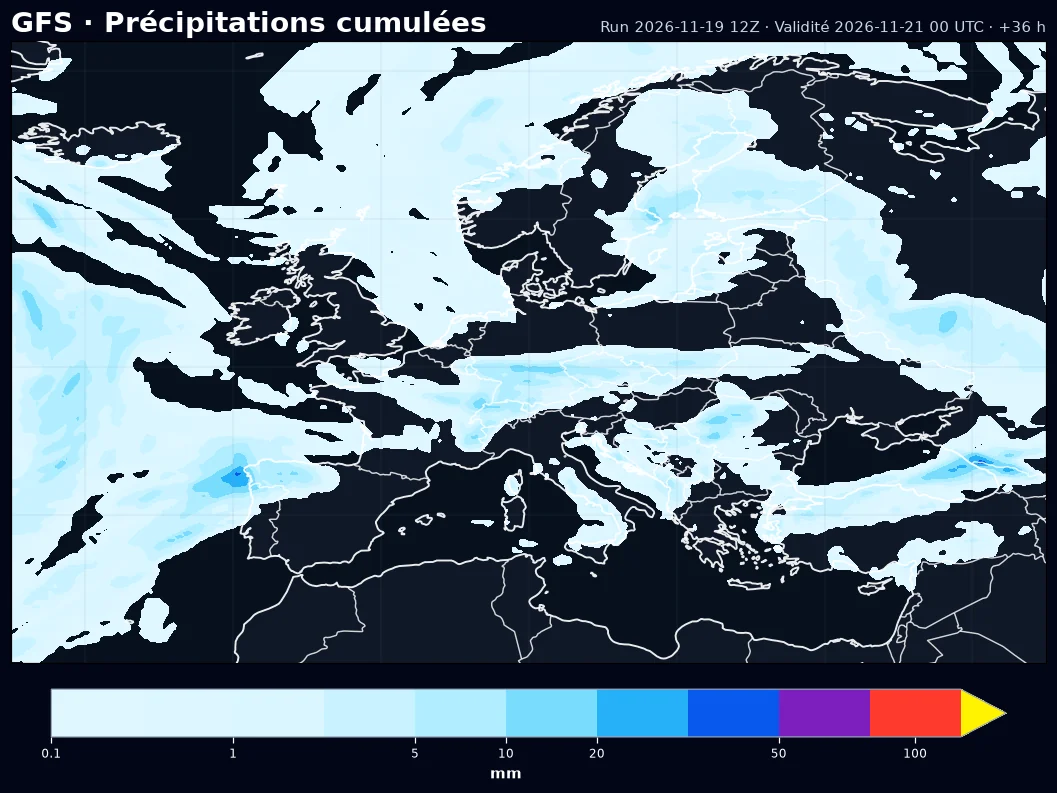 GFS · Précipitations cumulées
Run 2026-11-19 12Z · Validité 2026-11-21 00 UTC · +36 h
0.1 1 5 10 20 50 100
mm